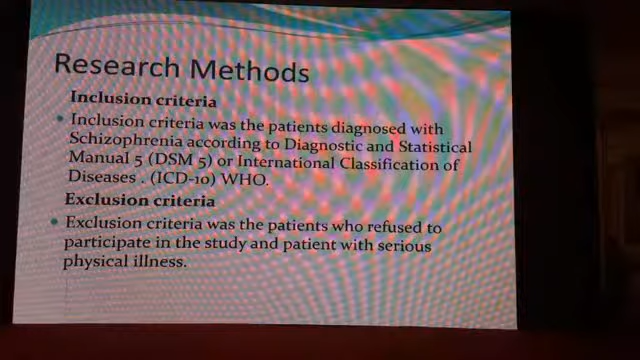 Research Methods
Inclusion criteria
Inclusion criteria was the patients diagnosed with
Schizophrenia according to Diagnostic and Statistical
Manual 5 (DSM 5) or International Classification of
Diseases . (ICD-10) WHO.
Exclusion criteria
Exclusion criteria was the patients who refused to
participate in the study and patient with serious
physical illness.